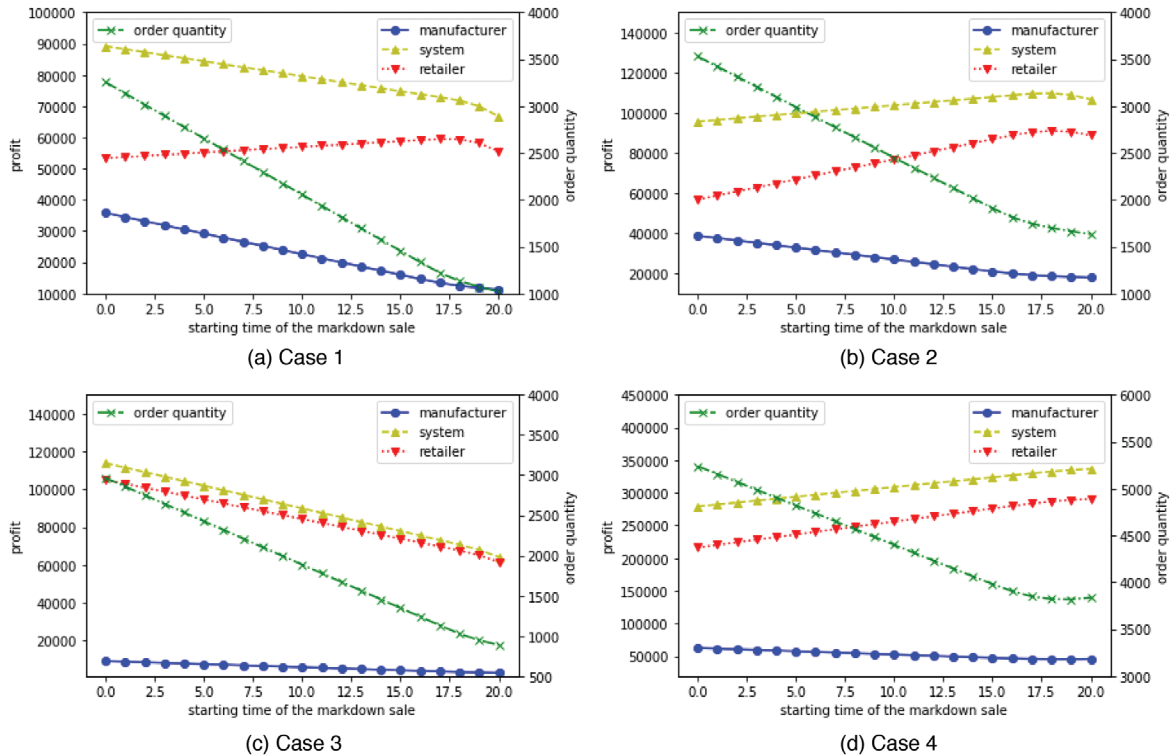 order quantity
manufacturer
system
retailer
100000
90000
80000
70000
60000
50000
40000
30000
20000
10000
profit
4000
3500
3000
2500
2000
1500
1000
order quantity
0.0 2.5 5.0 7.5 10.0 12.5 15.0 17.5 20.0
starting time of the markdown sale
(a) Case 1
order quantity
manufacturer
system
retailer
140000
120000
100000
80000
60000
40000
20000
profit
4000
3500
3000
2500
2000
1500
1000
order quantity
0.0 2.5 5.0 7.5 10.0 12.5 15.0 17.5 20.0
starting time of the markdown sale
(b) Case 2
order quantity
manufacturer
system
retailer
140000
120000
100000
80000
60000
40000
20000
profit
4000
3500
3000
2500
2000
1500
1000
500
order quantity
0.0 2.5 5.0 7.5 10.0 12.5 15.0 17.5 20.0
starting time of the markdown sale
(c) Case 3
order quantity
manufacturer
system
retailer
450000
400000
350000
300000
250000
200000
150000
100000
50000
profit
6000
5500
5000
4500
4000
3500
3000
order quantity
0.0 2.5 5.0 7.5 10.0 12.5 15.0 17.5 20.0
starting time of the markdown sale
(d) Case 4